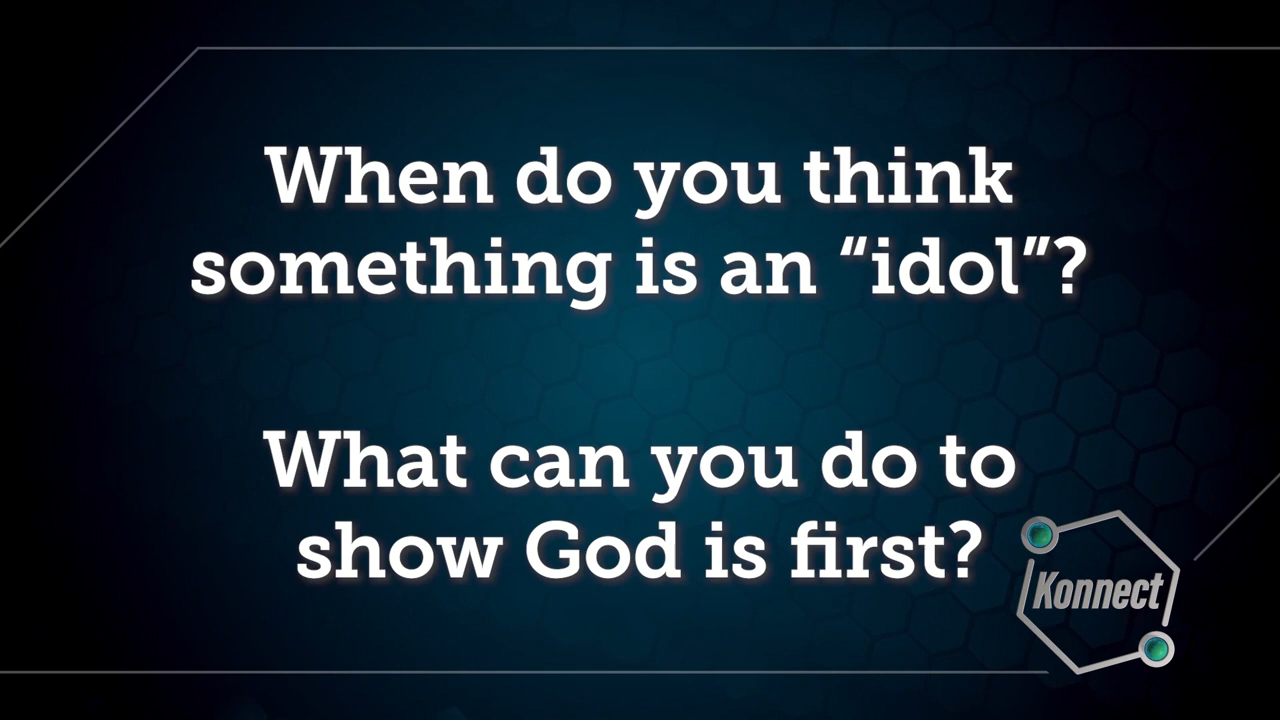 When do you think
something is an “idol”?
What can you do to
show God is first?
Konnect